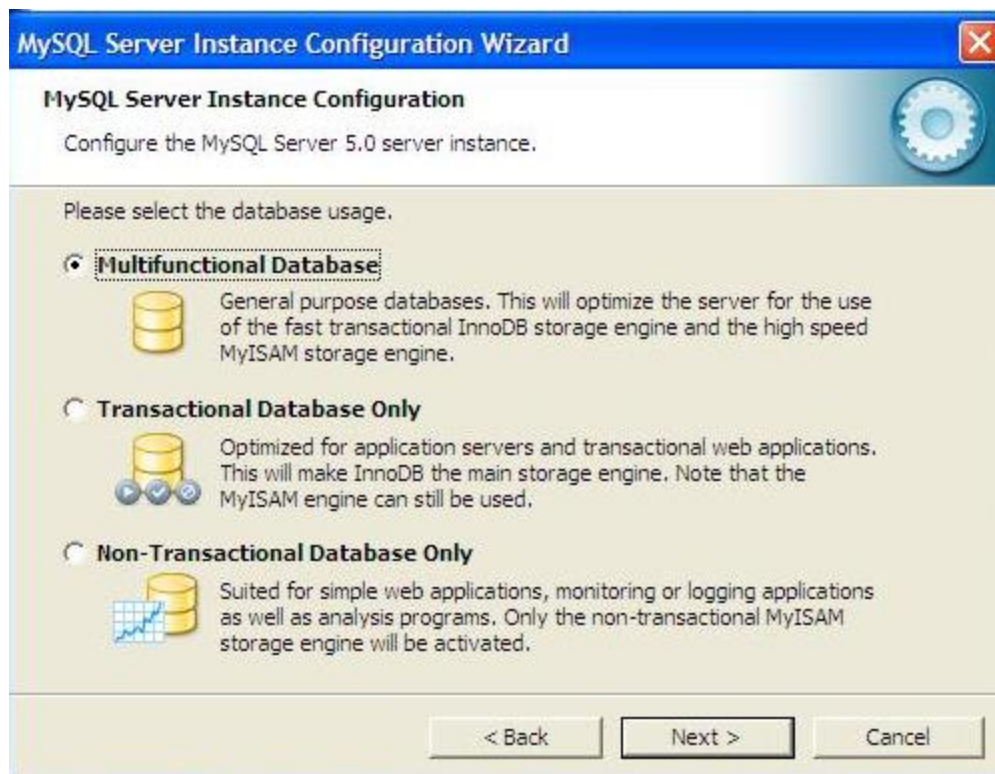 MySQL Server Instance Configuration Wizard
MySQL Server Instance Configuration
Configure the MySQL Server 5.0 server instance.
Please select the database usage.
Multifunctional Database
General purpose databases. This will optimize the server for the use
of the fast transactional InnoDB storage engine and the high speed
MyISAM storage engine.
Transactional Database Only
Optimized for application servers and transactional web applications.
This will make InnoDB the main storage engine. Note that the
MyISAM engine can still be used.
Non-Transactional Database Only
Suited for simple web applications, monitoring or logging applications
as well as analysis programs. Only the non-transactional MyISAM
storage engine will be activated.
< Back Next > Cancel